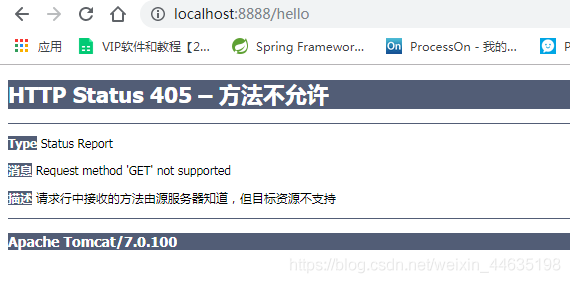 localhost:8888/hello
应用 VIP软件和教程【2... Spring Framewor... On ProcessOn - 我的... P
HTTP Status 405 – 方法不允许
Type Status Report
消息 Request method 'GET' not supported
描述 请求行中接收的方法由源服务器知道，但目标资源不支持
Apache Tomcat/7.0.100
https://blog.csdn.net/weixin_44635198